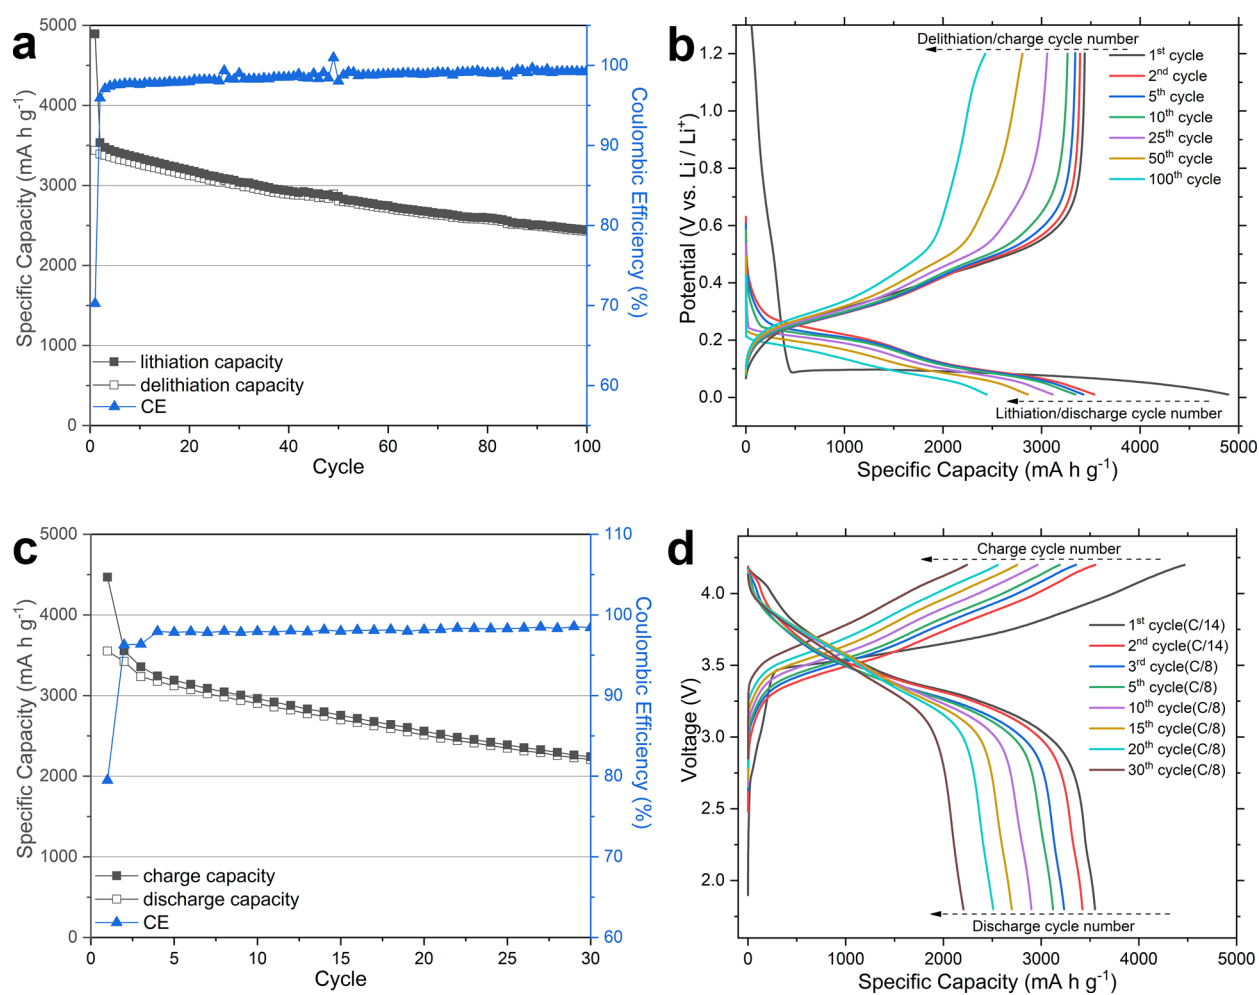 a
Specific Capacity (mA h g⁻¹)
5000
4000
3000
2000
1000
0
0 20 40 60 80 100
Cycle
100
90
80
70
60
Coulombic Efficiency (%)
lithiation capacity
delithiation capacity
CE
b
Potential (V vs. Li / Li⁺)
1.2
1.0
0.8
0.6
0.4
0.2
0.0
Delithiation/charge cycle number
1st cycle
2nd cycle
5th cycle
10th cycle
25th cycle
50th cycle
100th cycle
Lithiation/discharge cycle number
0 1000 2000 3000 4000 5000
Specific Capacity (mA h g⁻¹)
c
Specific Capacity (mA h g⁻¹)
5000
4000
3000
2000
1000
0
0 5 10 15 20 25 30
Cycle
110
100
90
80
70
60
Coulombic Efficiency (%)
charge capacity
discharge capacity
CE
d
Voltage (V)
4.0
3.5
3.0
2.5
2.0
Charge cycle number
1st cycle(C/14)
2nd cycle(C/14)
3rd cycle(C/8)
5th cycle(C/8)
10th cycle(C/8)
15th cycle(C/8)
20th cycle(C/8)
30th cycle(C/8)
Discharge cycle number
0 1000 2000 3000 4000 5000
Specific Capacity (mA h g⁻¹)